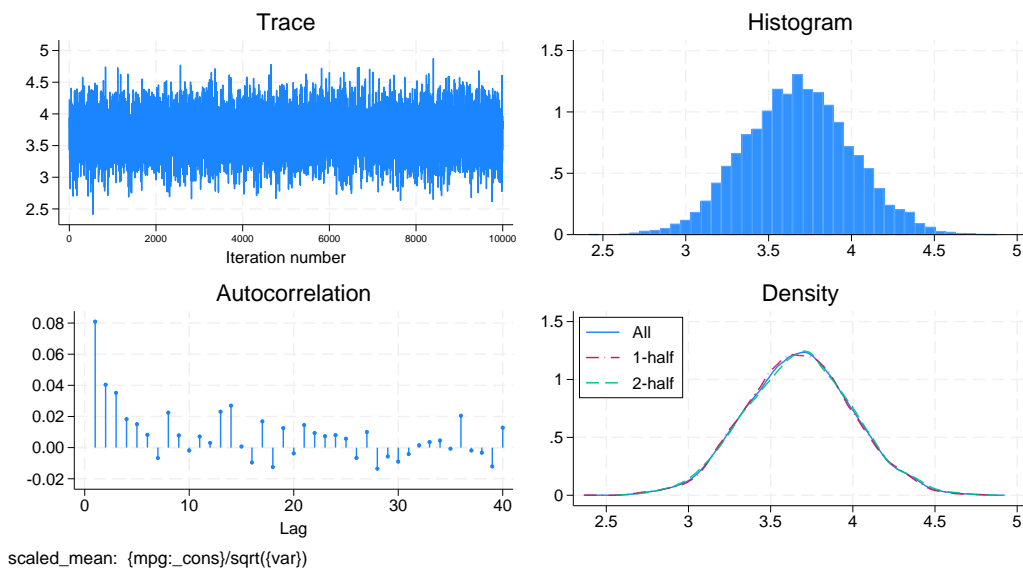 Trace
5
4.5
4
3.5
3
2.5
0 2000 4000 6000 8000 10000
Iteration number
Histogram
1.5
1
.5
0
2.5 3 3.5 4 4.5 5
Autocorrelation
0.08
0.06
0.04
0.02
0.00
-0.02
0 10 20 30 40
Lag
Density
1.5
1
.5
0
All
1-half
2-half
2.5 3 3.5 4 4.5 5
scaled_mean: {mpg:_cons}/sqrt({var})